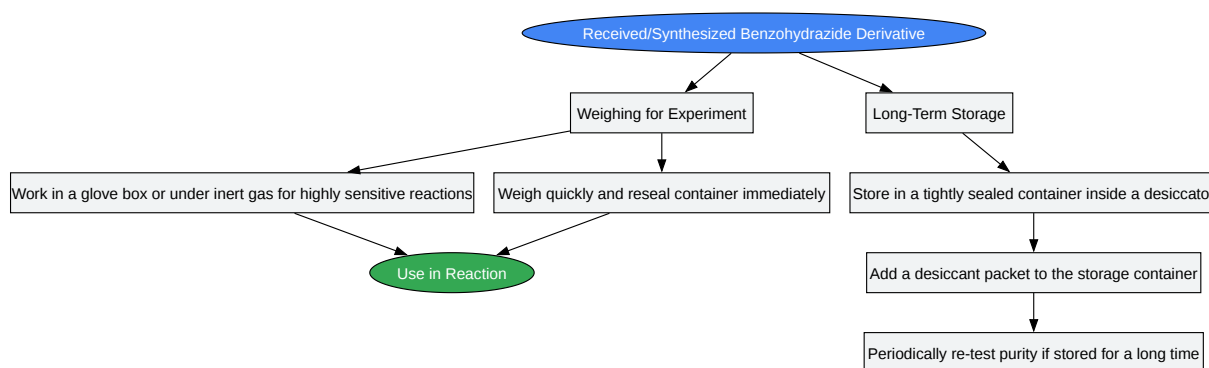 Received/Synthesized Benzohydrazide Derivative
Weighing for Experiment
Long-Term Storage
Work in a glove box or under inert gas for highly sensitive reactions
Weigh quickly and reseal container immediately
Store in a tightly sealed container inside a desiccato
Use in Reaction
Add a desiccant packet to the storage container
Periodically re-test purity if stored for a long time